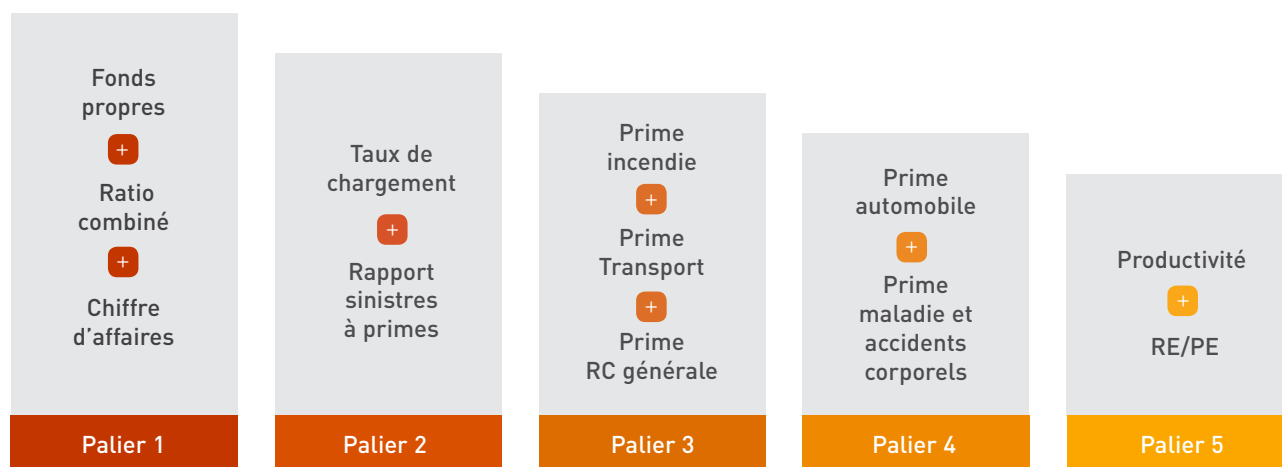 Fonds
propres
+
Ratio
combiné
+
Chiffre
d’affaires
Palier 1
Taux de
chargement
+
Rapport
sinistres
à primes
Palier 2
Prime
incendie
+
Prime
Transport
+
Prime
RC générale
Palier 3
Prime
automobile
+
Prime
maladie et
accidents
corporels
Palier 4
Productivité
+
RE/PE
Palier 5